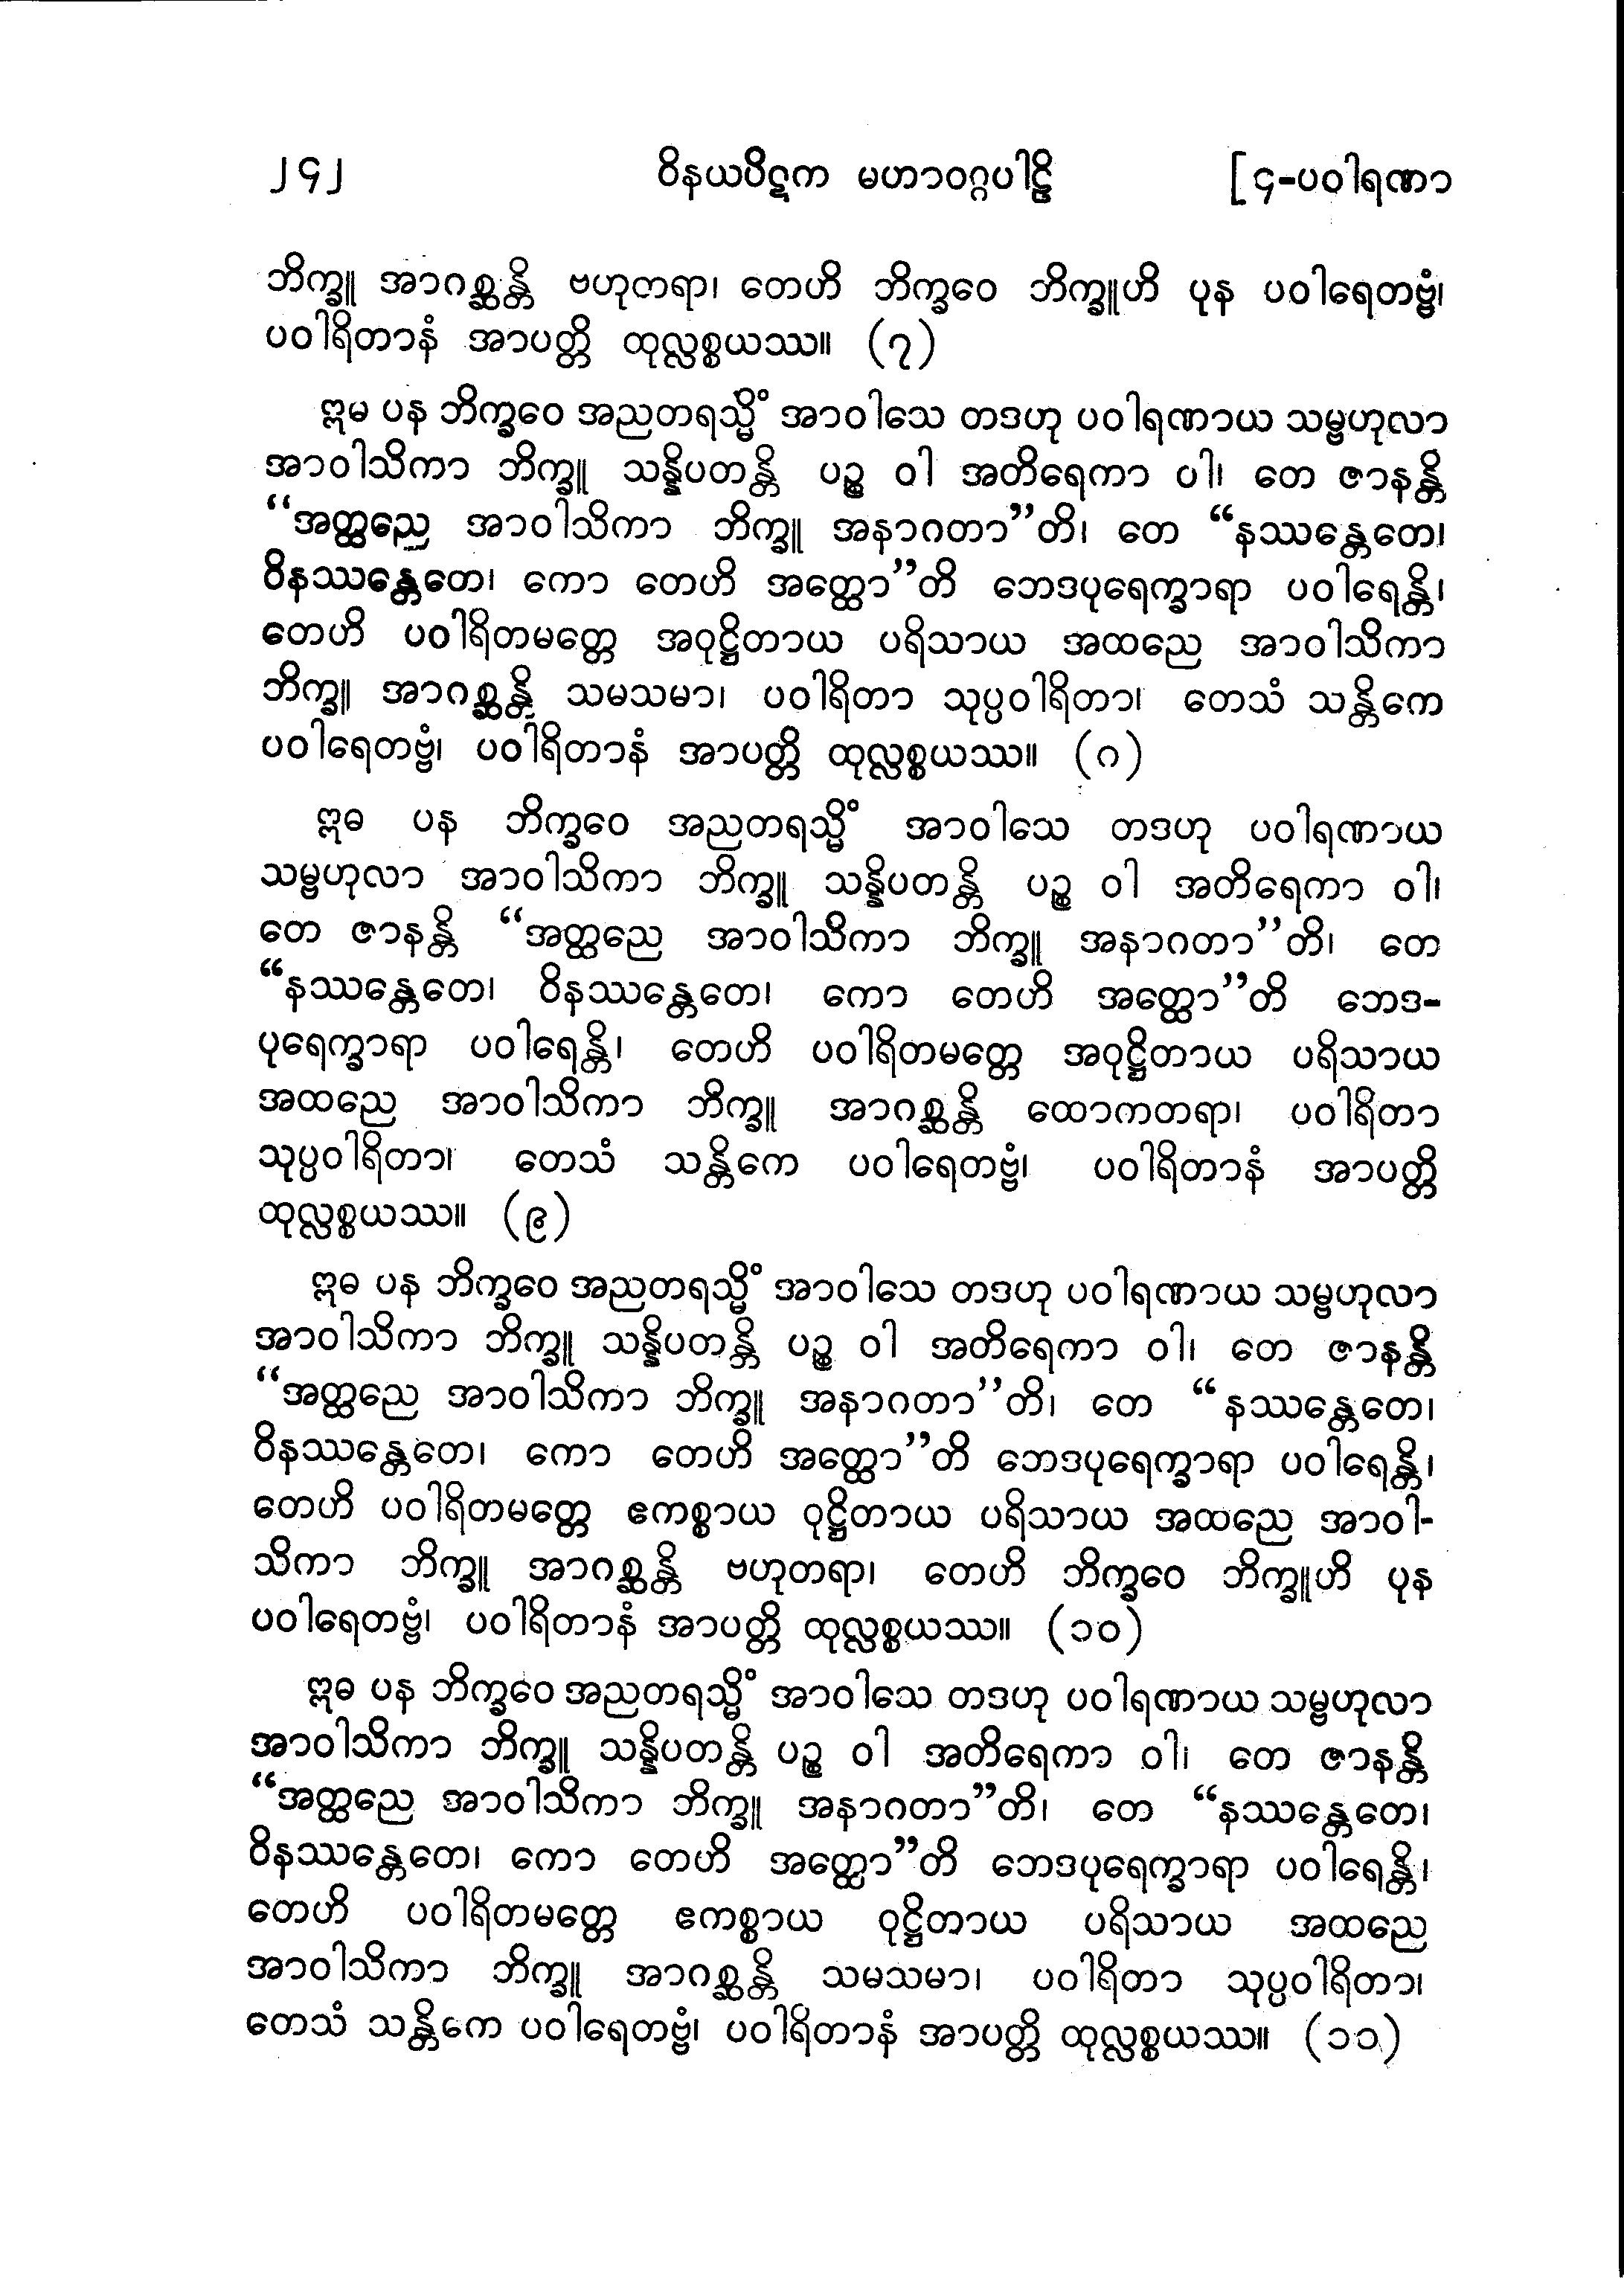 ၂၄၂ ဝိနယပိဋက မဟာဝဂ္ဂပါဠိ [ ၄-ပဝါရဏာ
ဘိက္ခူ အာဂစ္ဆန္တိ ဗဟုတရာ၊ တေဟိ ဘိက္ခဝေ ဘိက္ခူဟိ ပုန ပဝါရေတဗ္ဗံ၊
ပဝါရိတာနံ အာပတ္တိ ထုလ္လစ္စယဿ။ (၇)
ဣဓ ပန ဘိက္ခဝေ အညတရသ္မိံ အာဝါသေ တဒဟု ပဝါရဏာယ သမ္ဗဟုလာ
အာဝါသိကာ ဘိက္ခူ သန္နိပတန္တိ ပဉ္စ ဝါ အတိရေကာ ဝါ၊ တေ ဇာနန္တိ
“အတ္ထညေ အာဝါသိကာ ဘိက္ခူ အနာဂတာ”တိ၊ တေ “နဿန္တေတေ၊
ဝိနဿန္တေတေ၊ ကော တေဟိ အတ္ထော”တိ ဘေဒပုရေက္ခာရာ ပဝါရေန္တိ၊
တေဟိ ပဝါရိတမတ္တေ အဝုဋ္ဌိတာယ ပရိသာယ အထညေ အာဝါသိကာ
ဘိက္ခူ အာဂစ္ဆန္တိ သမသမာ၊ ပဝါရိတာ သုပ္ပဝါရိတာ၊ တေသံ သန္တိကေ
ပဝါရေတဗ္ဗံ၊ ပဝါရိတာနံ အာပတ္တိ ထုလ္လစ္စယဿ။ (၈)
ဣဓ ပန ဘိက္ခဝေ အညတရသ္မိံ အာဝါသေ တဒဟု ပဝါရဏာယ
သမ္ဗဟုလာ အာဝါသိကာ ဘိက္ခူ သန္နိပတန္တိ ပဉ္စ ဝါ အတိရေကာ ဝါ၊
တေ ဇာနန္တိ “အတ္ထညေ အာဝါသိကာ ဘိက္ခူ အနာဂတာ”တိ၊ တေ
“နဿန္တေတေ၊ ဝိနဿန္တေတေ၊ ကော တေဟိ အတ္ထော”တိ ဘေဒ-
ပုရေက္ခာရာ ပဝါရေန္တိ၊ တေဟိ ပဝါရိတမတ္တေ အဝုဋ္ဌိတာယ ပရိသာယ
အထညေ အာဝါသိကာ ဘိက္ခူ အာဂစ္ဆန္တိ ထောကတရာ၊ ပဝါရိတာ
သုပ္ပဝါရိတာ၊ တေသံ သန္တိကေ ပဝါရေတဗ္ဗံ၊ ပဝါရိတာနံ အာပတ္တိ
ထုလ္လစ္စယဿ။ (၉)
ဣဓ ပန ဘိက္ခဝေ အညတရသ္မိံ အာဝါသေ တဒဟု ပဝါရဏာယ သမ္ဗဟုလာ
အာဝါသိကာ ဘိက္ခူ သန္နိပတန္တိ ပဉ္စ ဝါ အတိရေကာ ဝါ၊ တေ ဇာနန္တိ
“အတ္ထညေ အာဝါသိကာ ဘိက္ခူ အနာဂတာ”တိ၊ တေ “နဿန္တေတေ၊
ဝိနဿန္တေတေ၊ ကော တေဟိ အတ္ထော”တိ ဘေဒပုရေက္ခာရာ ပဝါရေန္တိ၊
တေဟိ ပဝါရိတမတ္တေ ဧကစ္စာယ ဝုဋ္ဌိတာယ ပရိသာယ အထညေ အာဝါ-
သိကာ ဘိက္ခူ အာဂစ္ဆန္တိ ဗဟုတရာ၊ တေဟိ ဘိက္ခဝေ ဘိက္ခူဟိ ပုန
ပဝါရေတဗ္ဗံ၊ ပဝါရိတာနံ အာပတ္တိ ထုလ္လစ္စယဿ။ (၁၀)
ဣဓ ပန ဘိက္ခဝေ အညတရသ္မိံ အာဝါသေ တဒဟု ပဝါရဏာယ သမ္ဗဟုလာ
အာဝါသိကာ ဘိက္ခူ သန္နိပတန္တိ ပဉ္စ ဝါ အတိရေကာ ဝါ၊ တေ ဇာနန္တိ
“အတ္ထညေ အာဝါသိကာ ဘိက္ခူ အနာဂတာ”တိ၊ တေ “နဿန္တေတေ၊
ဝိနဿန္တေတေ၊ ကော တေဟိ အတ္ထော”တိ ဘေဒပုရေက္ခာရာ ပဝါရေန္တိ၊
တေဟိ ပဝါရိတမတ္တေ ဧကစ္စာယ ဝုဋ္ဌိတာယ ပရိသာယ အထညေ
အာဝါသိကာ ဘိက္ခူ အာဂစ္ဆန္တိ သမသမာ၊ ပဝါရိတာ သုပ္ပဝါရိတာ၊
တေသံ သန္တိကေ ပဝါရေတဗ္ဗံ၊ ပဝါရိတာနံ အာပတ္တိ ထုလ္လစ္စယဿ။ (၁၁)